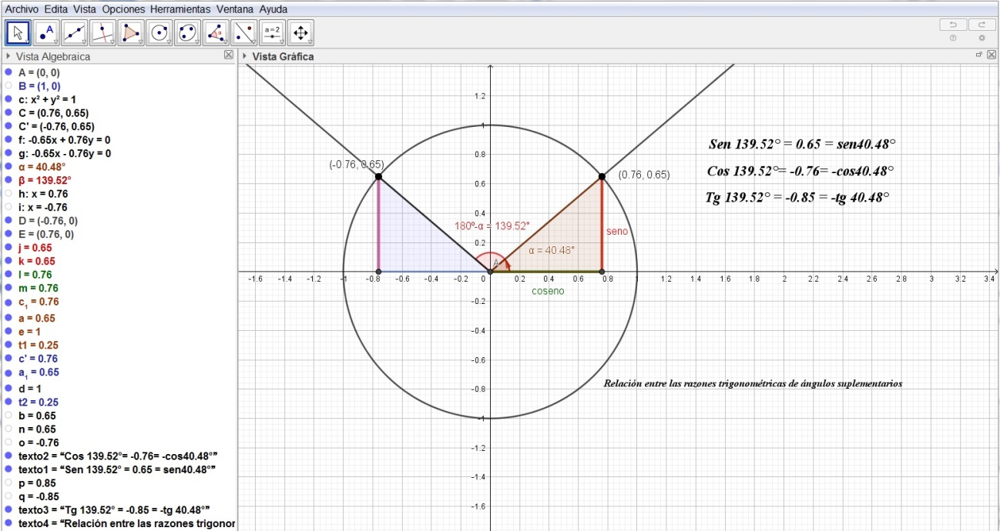 Archivo Edita Vista Opciones Herramientas Ventana Ayuda
A
α
a=2
Vista Algebraica
Vista Gráfica
A = (0, 0)
B = (1, 0)
c: x² + y² = 1
C = (0.76, 0.65)
C' = (-0.76, 0.65)
f: -0.65x + 0.76y = 0
g: -0.65x - 0.76y = 0
α = 40.48°
β = 139.52°
h: x = 0.76
i: x = -0.76
D = (-0.76, 0)
E = (0.76, 0)
j = 0.65
k = 0.65
l = 0.76
m = 0.76
c₁ = 0.76
a = 0.65
e = 1
t1 = 0.25
c' = 0.76
a₁ = 0.65
d = 1
t2 = 0.25
b = 0.65
n = 0.65
o = -0.76
texto2 = “Cos 139.52°= -0.76= -cos40.48°”
texto1 = “Sen 139.52° = 0.65 = sen40.48°”
p = 0.85
q = -0.85
texto3 = “Tg 139.52° = -0.85 = -tg 40.48°”
texto4 = “Relación entre las razones trigonor
1.2
1
0.8
0.6
0.4
0.2
-0.2
-0.4
-0.6
-0.8
-1
-1.2
-1.4
-1.6
-1.6 -1.4 -1.2 -1 -0.8 -0.6 -0.4 -0.2 0 0.2 0.4 0.6 0.8 1 1.2 1.4 1.6 1.8 2 2.2 2.4 2.6 2.8 3 3.2 3.4
(-0.76, 0.65)
(0.76, 0.65)
180º-α = 139.52°
seno
α = 40.48°
A
coseno
Sen 139.52° = 0.65 = sen40.48°
Cos 139.52°= -0.76= -cos40.48°
Tg 139.52° = -0.85 = -tg 40.48°
Relación entre las razones trigonométricas de ángulos suplementarios